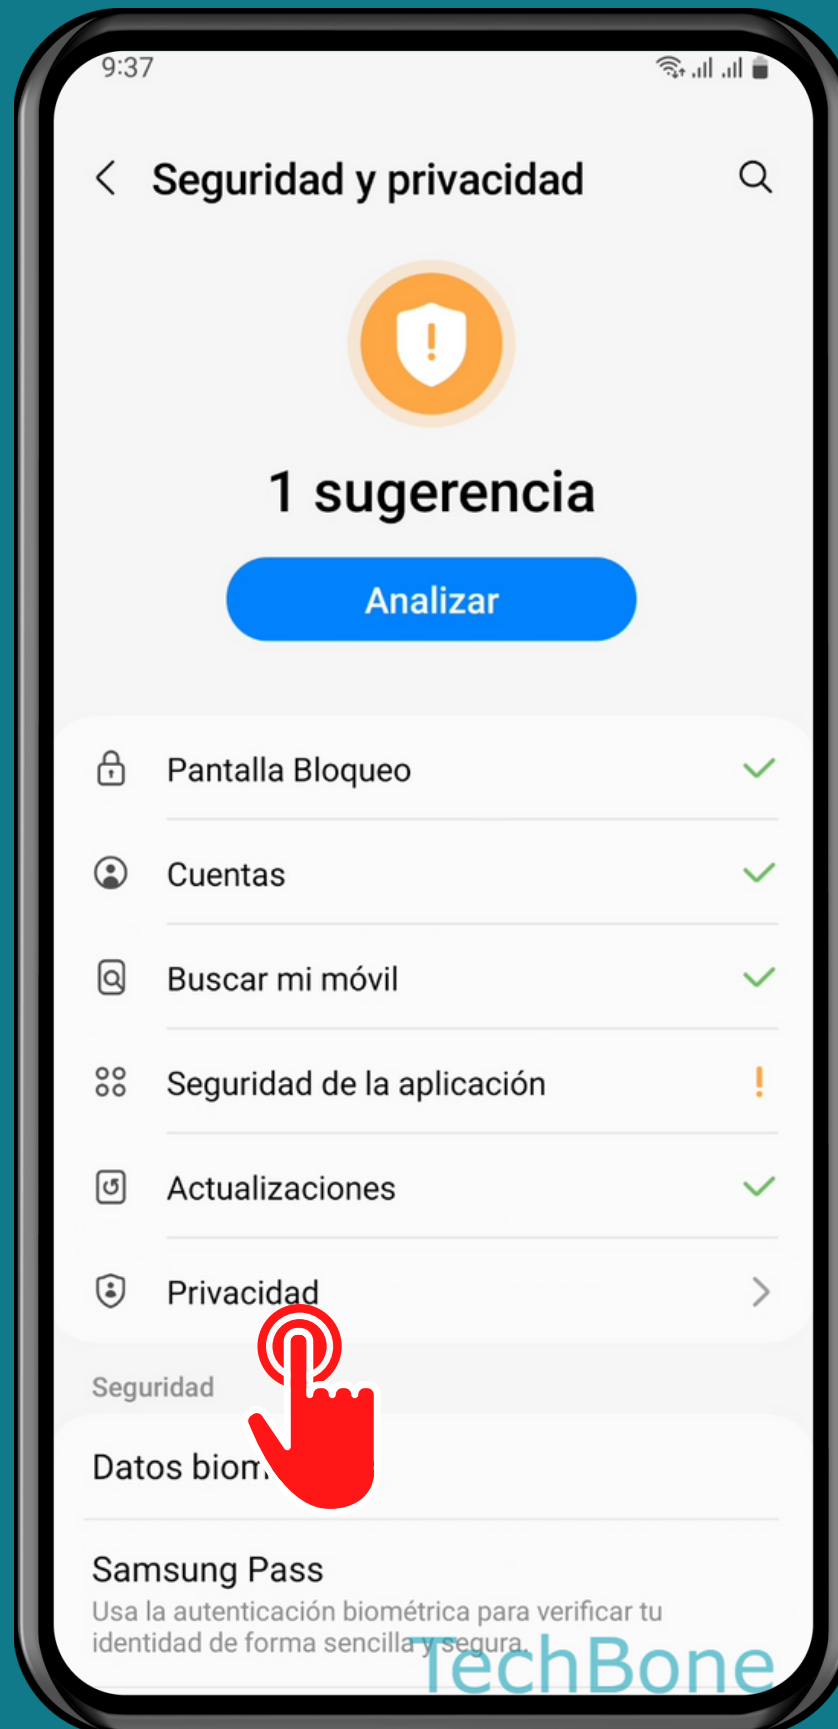 9:37
Seguridad y privacidad
1 sugerencia
Analizar
Pantalla Bloqueo
Cuentas
Buscar mi móvil
Seguridad de la aplicación
Actualizaciones
Privacidad
Seguridad
Datos
Samsung Pass
Usa la autenticación biométrica para verificar tu
identidad de forma sencilla y segura.
TechBone